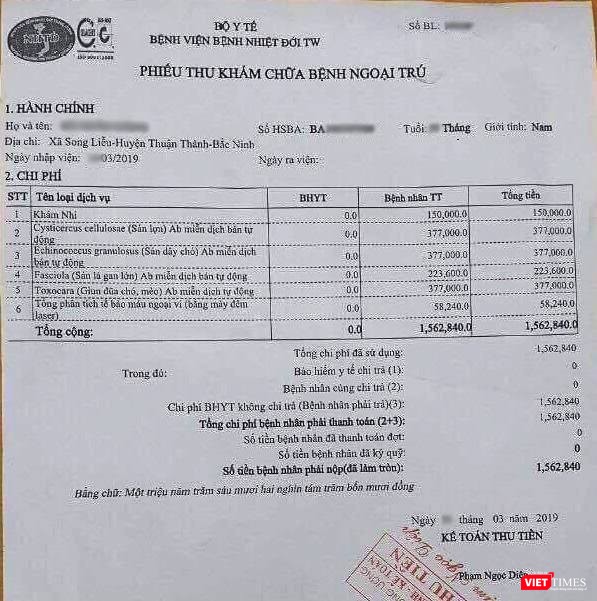 BỘ Y TẾ
BỆNH VIỆN BỆNH NHIỆT ĐỚI TW
Số BL:
NHTD
ISO 9001:2008
PHIẾU THU KHÁM CHỮA BỆNH NGOẠI TRÚ
1. HÀNH CHÍNH
Họ và tên: Số HSBA: BA Tuổi: Tháng Giới tính: Nam
Địa chỉ: Xã Song Liễu-Huyện Thuận Thành-Bắc Ninh
Ngày nhập viện: 03/2019 Ngày ra viện:
2. CHI PHÍ
STT Tên loại dịch vụ BHYT Bệnh nhân TT Tổng tiền
1 Khám Nhi 0.0 150,000.0 150,000.0
2 Cysticercus cellulosae (Sán lợn) Ab miễn dịch bán tự động 0.0 377,000.0 377,000.0
3 Echinococcus granulosus (Sán dây chó) Ab miễn dịch bán tự động 0.0 377,000.0 377,000.0
4 Fasciola (Sán lá gan lớn) Ab miễn dịch tự động 0.0 223,600.0 223,600.0
5 Toxocara (Giun đũa chó, mèo) Ab miễn dịch tự động 0.0 377,000.0 377,000.0
6 Tổng phân tích tế bào máu ngoại vi (bằng máy đếm laser) 0.0 58,240.0 58,240.0
Tổng cộng: 0.0 1,562,840.0 1,562,840.0
Tổng chi phí đã sử dụng: 1,562,840
Trong đó: Bảo hiểm y tế chi trả (1): 0
Bệnh nhân cùng chi trả (2): 0
Chi phí BHYT không chi trả (Bệnh nhân phải trả)(3): 1,562,840
Tổng chi phí bệnh nhân phải thanh toán (2+3): 1,562,840
Số tiền bệnh nhân đã thanh toán đợt: 0
Số tiền bệnh nhân đã ký quỹ: 0
Số tiền bệnh nhân phải nộp(đã làm tròn): 1,562,840
Bằng chữ: Một triệu năm trăm sáu mươi hai nghìn tám trăm bốn mươi đồng
Ngày tháng 03 năm 2019
KẾ TOÁN THU TIỀN
THU TIỀN
Phạm Ngọc
VIETTIMES